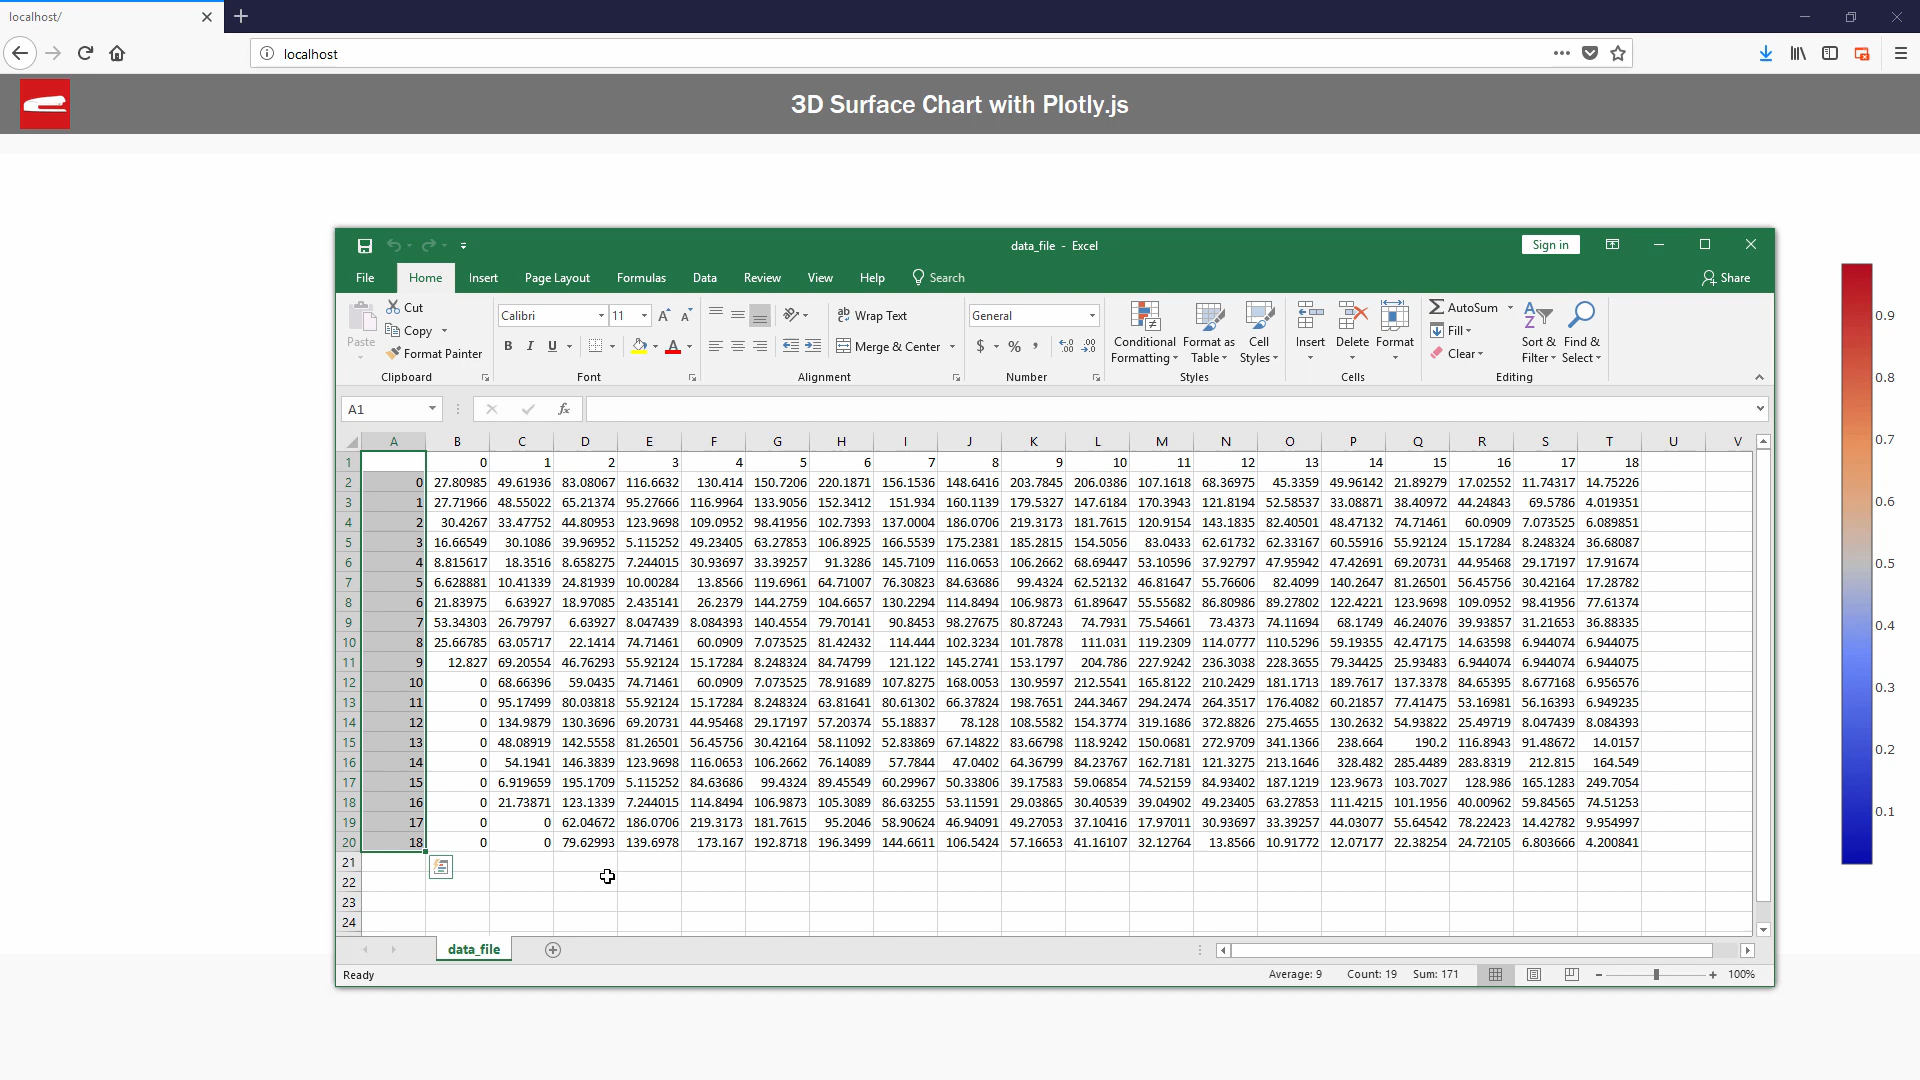 localhost/
localhost
3D Surface Chart with Plotly.js
data_file - Excel
Sign in
File Home Insert Page Layout Formulas Data Review View Help Search Share
Paste
Cut
Copy
Format Painter
Clipboard
Calibri 11
B I U
Font
Wrap Text
Merge & Center
Alignment
General
$ % ,
Number
Conditional Formatting
Format as Table
Cell Styles
Styles
Insert Delete Format
Cells
AutoSum
Fill
Clear
Sort & Filter
Find & Select
Editing
A1 fx
A B C D E F G H I J K L M N O P Q R S T U V
1 0 1 2 3 4 5 6 7 8 9 10 11 12 13 14 15 16 17 18
2 0 27.80985 49.61936 83.08067 116.6632 130.414 150.7206 220.1871 156.1536 148.6416 203.7845 206.0386 107.1618 68.36975 45.3359 49.96142 21.89279 17.02552 11.74317 14.75226
3 1 27.71966 48.55022 65.21374 95.27666 116.9964 133.9056 152.3412 151.934 160.1139 179.5327 147.6184 170.3943 121.8194 52.58537 33.08871 38.40972 44.24843 69.5786 4.019351
4 2 30.4267 33.47752 44.80953 123.9698 109.0952 98.41956 102.7393 137.0004 186.0706 219.3173 181.7615 120.9154 143.1835 82.40501 48.47132 74.71461 60.0909 7.073525 6.089851
5 3 16.66549 30.1086 39.96952 5.115252 49.23405 63.27853 106.8925 166.5539 175.2381 185.2815 154.5056 83.0433 62.61732 62.33167 60.55916 55.92124 15.17284 8.248324 36.68087
6 4 8.815617 18.3516 8.658275 7.244015 30.93697 33.39257 91.3286 145.7109 116.0653 106.2662 68.69447 53.10596 37.92797 47.95942 47.42691 69.20731 44.95468 29.17197 17.91674
7 5 6.628881 10.41339 24.81939 10.00284 13.8566 119.6961 64.71007 76.30823 84.63686 99.4324 62.52132 46.81647 55.76606 82.4099 140.2647 81.26501 56.45756 30.42164 17.28782
8 6 21.83975 6.63927 18.97085 2.435141 26.2379 144.2759 104.6657 130.2294 114.8494 106.9873 61.89647 55.55682 86.80986 89.27802 122.4221 123.9698 109.0952 98.41956 77.61374
9 7 53.34303 26.79797 6.63927 8.047439 8.084393 140.4554 79.70141 90.8453 98.27675 80.87243 74.7931 75.54661 73.4373 74.11694 68.1749 46.24076 39.93857 31.21653 36.88335
10 8 25.66785 63.05717 22.1414 74.71461 60.0909 7.073525 81.42432 114.444 102.3234 101.7878 111.031 119.2309 114.0777 110.5296 59.19355 42.47175 14.63598 6.944074 6.944075
11 9 12.827 69.20554 46.76293 55.92124 15.17284 8.248324 84.74799 121.122 145.2741 153.1797 204.786 227.9242 236.3038 228.3655 79.34425 25.93483 6.944074 6.944074 6.944075
12 10 0 68.66396 59.0435 74.71461 60.0909 7.073525 78.91689 107.8275 168.0053 130.9597 212.5541 165.8122 210.2429 181.1713 189.7617 137.3378 84.65395 8.677168 6.956576
13 11 0 95.17499 80.03818 55.92124 15.17284 8.248324 63.81641 80.61302 66.37824 198.7651 244.3467 294.2474 264.3517 176.4082 60.21857 77.41475 53.16981 56.16393 6.949235
14 12 0 134.9879 130.3696 69.20731 44.95468 29.17197 57.20374 55.18837 78.128 108.5582 154.3774 319.1686 372.8826 275.4655 130.2632 54.93822 25.49719 8.047439 8.084393
15 13 0 48.08919 142.5558 81.26501 56.45756 30.42164 58.11092 52.83869 67.14822 83.66798 118.9242 150.0681 272.9709 341.1366 238.664 190.2 116.8943 91.48672 14.0157
16 14 0 54.1941 146.3839 123.9698 116.0653 106.2662 76.14089 57.7844 47.0402 64.36799 84.23767 162.7181 121.3275 213.1646 328.482 285.4489 283.8319 212.815 164.549
17 15 0 6.919659 195.1709 5.115252 84.63686 99.4324 89.45549 60.29967 50.33806 39.17583 59.06854 74.52159 84.93402 187.1219 123.9673 103.7027 128.986 165.1283 249.7054
18 16 0 21.73871 123.1339 7.244015 114.8494 106.9873 105.3089 86.63255 53.11591 29.03865 30.40539 39.04902 49.23405 63.27853 111.4215 101.1956 40.00962 59.84565 74.51253
19 17 0 0 62.04672 186.0706 219.3173 181.7615 95.2046 58.90624 46.94091 49.27053 37.10416 17.97011 30.93697 33.39257 44.03077 55.64542 78.22423 14.42782 9.954997
20 18 0 0 79.62993 139.6978 173.167 192.8718 196.3499 144.6611 106.5424 57.16653 41.16107 32.12764 13.8566 10.91772 12.07177 22.38254 24.72105 6.803666 4.200841
21
22
23
24
data_file
Ready Average: 9 Count: 19 Sum: 171 100%
0.9
0.8
0.7
0.6
0.5
0.4
0.3
0.2
0.1